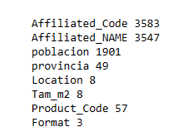 Affiliated_Code 3583
Affiliated_NAME 3547
poblacion 1901
provincia 49
Location 8
Tam_m2 8
Product_Code 57
Format 3